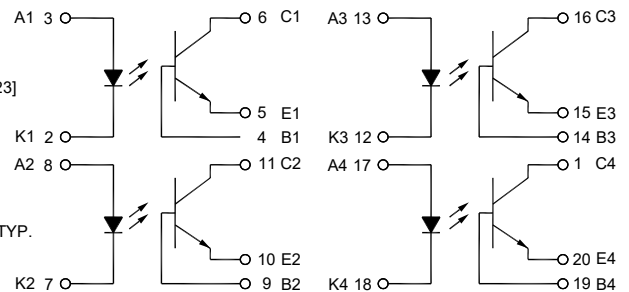 A1 3 6 C1 A3 13 16 C3
23]
5 E1 15 E3
K1 2 4 B1 K3 12 14 B3
A2 8 11 C2 A4 17 1 C4
TYP.
10 E2 20 E4
K2 7 9 B2 K4 18 19 B4